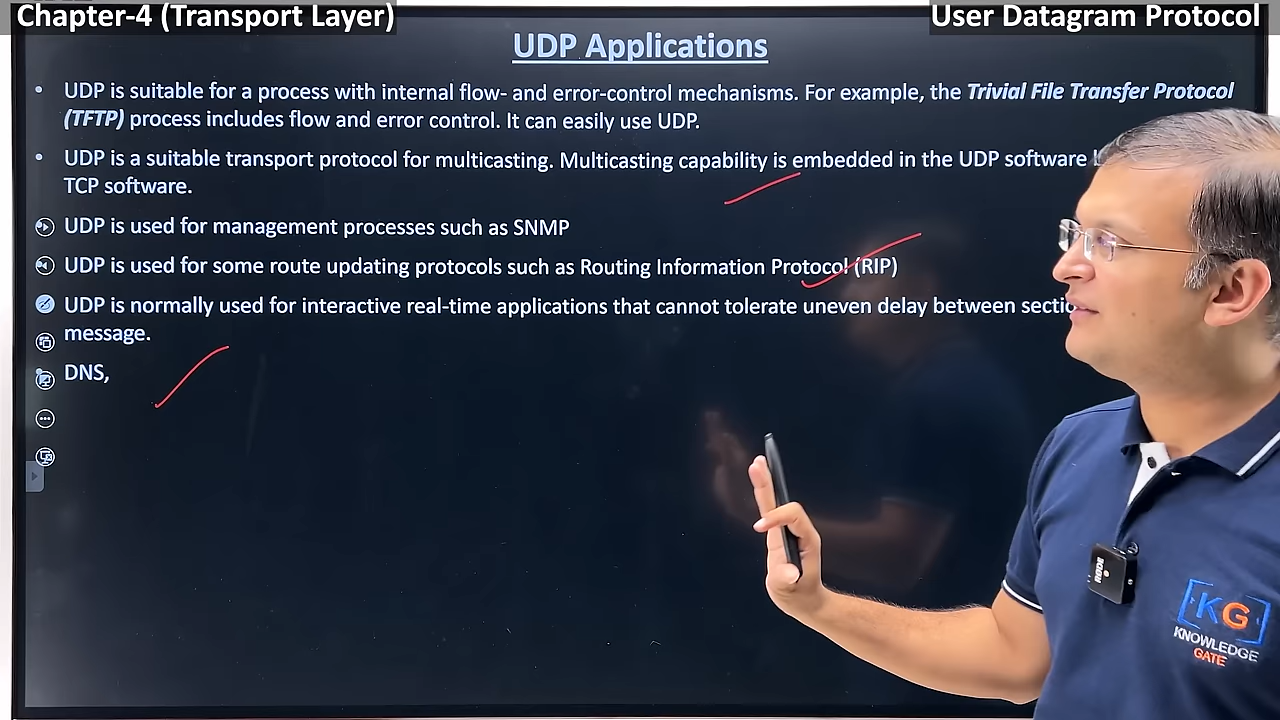 Chapter-4 (Transport Layer)
User Datagram Protocol
UDP Applications
• UDP is suitable for a process with internal flow- and error-control mechanisms. For example, the Trivial File Transfer Protocol
(TFTP) process includes flow and error control. It can easily use UDP.
• UDP is a suitable transport protocol for multicasting. Multicasting capability is embedded in the UDP software
TCP software.
UDP is used for management processes such as SNMP
UDP is used for some route updating protocols such as Routing Information Protocol (RIP)
UDP is normally used for interactive real-time applications that cannot tolerate uneven delay between
message.
DNS,
RODE
KG
KNOWLEDGE
GATE